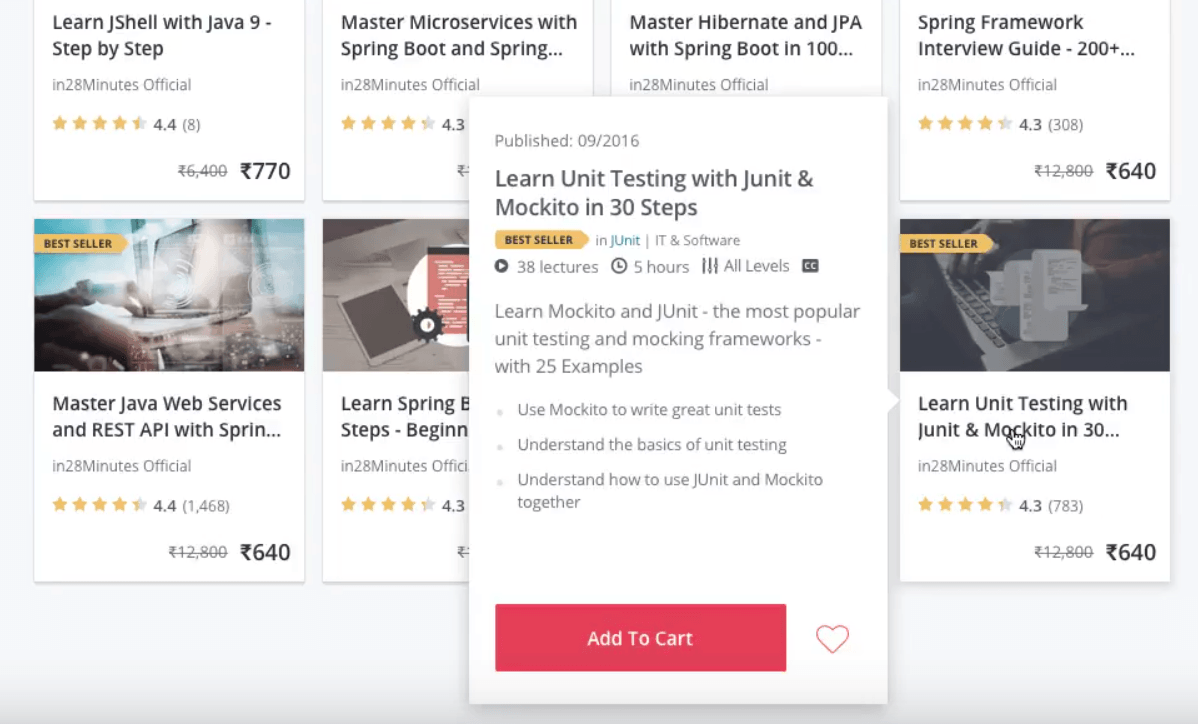 Learn JShell with Java 9 -
Step by Step
in28Minutes Official
4.4 (8)
₹6,400 ₹770
Master Microservices with
Spring Boot and Spring...
in28Minutes Official
4.3
Master Hibernate and JPA
with Spring Boot in 100...
in28Minutes Official
Spring Framework
Interview Guide - 200+...
in28Minutes Official
4.3 (308)
₹12,800 ₹640
Published: 09/2016
Learn Unit Testing with Junit &
Mockito in 30 Steps
BEST SELLER in JUnit | IT & Software
38 lectures 5 hours All Levels CC
Learn Mockito and JUnit - the most popular
unit testing and mocking frameworks -
with 25 Examples
Use Mockito to write great unit tests
Understand the basics of unit testing
Understand how to use JUnit and Mockito
together
Add To Cart
BEST SELLER
Master Java Web Services
and REST API with Sprin...
in28Minutes Official
4.4 (1,468)
₹12,800 ₹640
Learn Spring
Steps -
in28Minutes
4.3
BEST SELLER
Learn Unit Testing with
Junit & Mockito in 30...
in28Minutes Official
4.3 (783)
₹12,800 ₹640